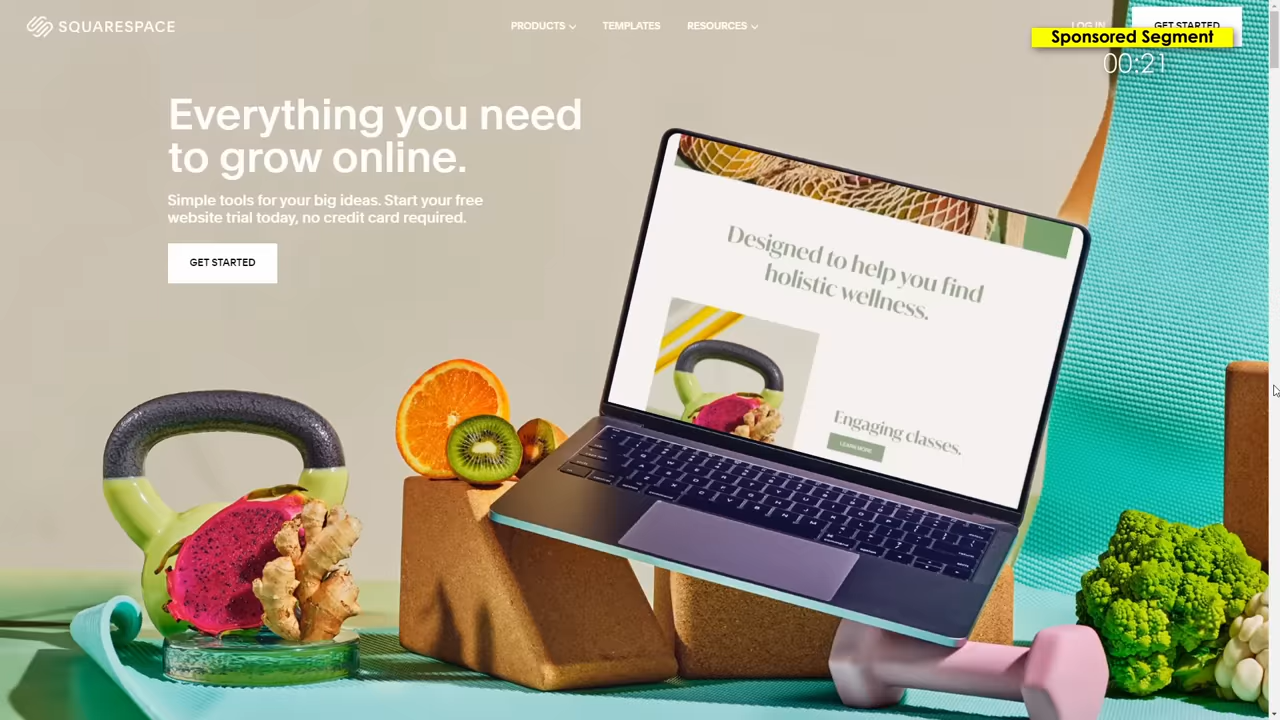 SQUARESPACE
PRODUCTS
TEMPLATES
RESOURCES
LOG IN
GET STARTED
Sponsored Segment
00:21
Everything you need
to grow online.
Simple tools for your big ideas. Start your free
website trial today, no credit card required.
GET STARTED
Designed to help you find
holistic wellness.
Engaging classes.
LEARN MORE